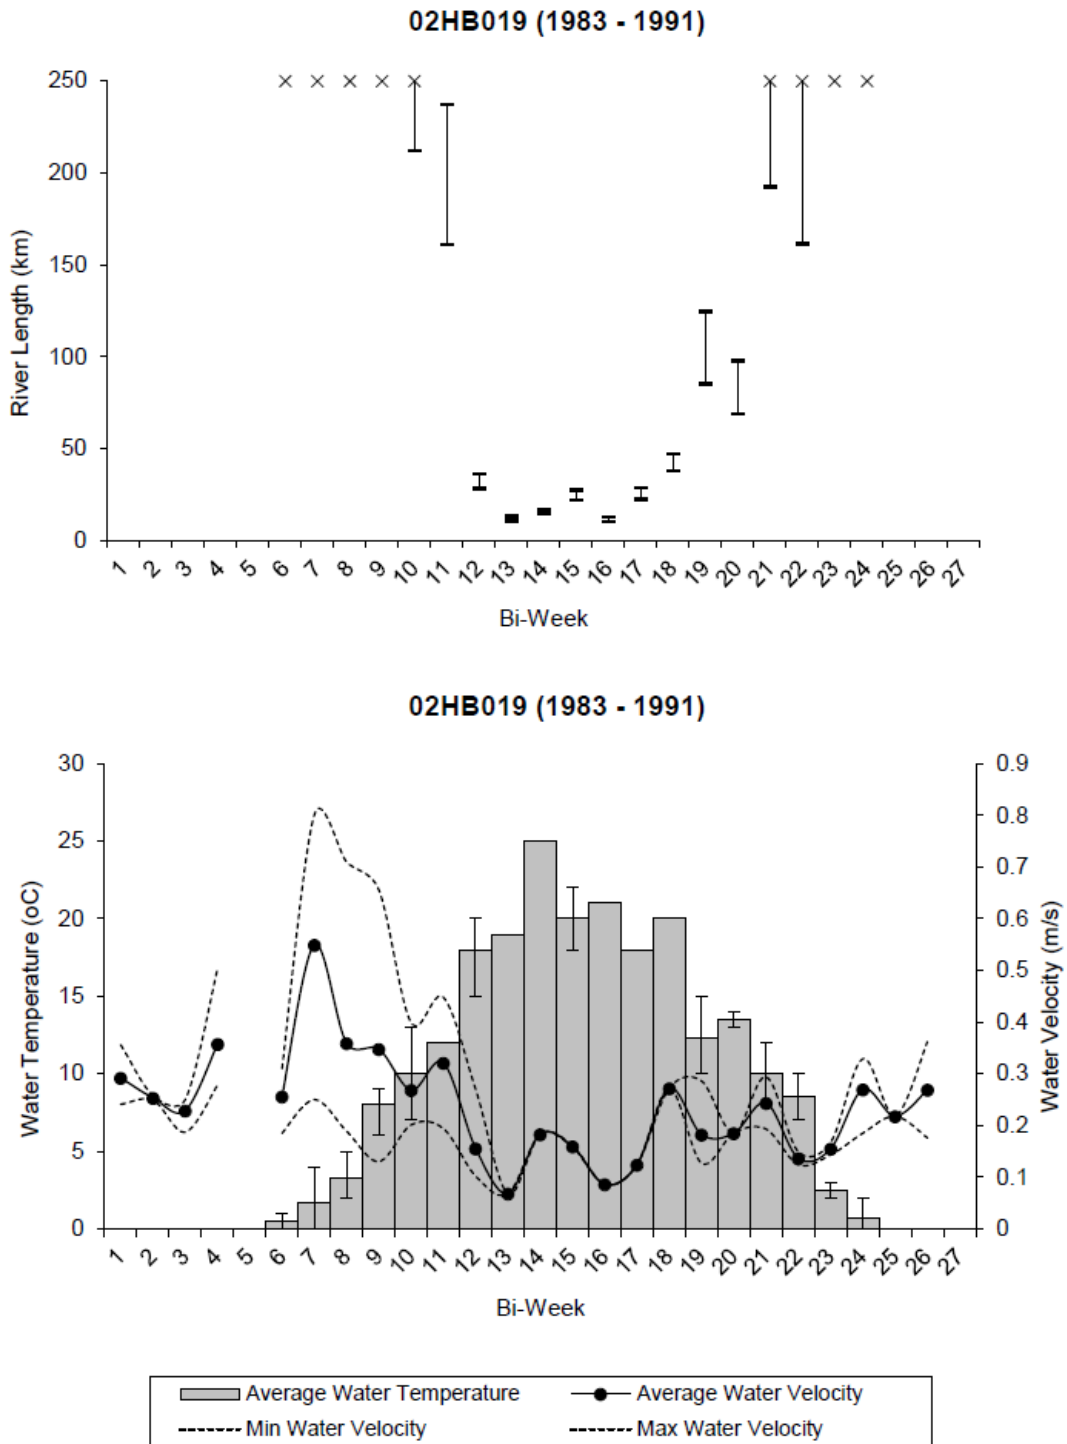 02HB019 (1983 - 1991)
250
200
150
100
50
0
River Length (km)
1 2 3 4 5 6 7 8 9 10 11 12 13 14 15 16 17 18 19 20 21 22 23 24 25 26 27
Bi-Week
02HB019 (1983 - 1991)
30
25
20
15
10
5
0
Water Temperature (oC)
0.9
0.8
0.7
0.6
0.5
0.4
0.3
0.2
0.1
0
Water Velocity (m/s)
1 2 3 4 5 6 7 8 9 10 11 12 13 14 15 16 17 18 19 20 21 22 23 24 25 26 27
Bi-Week
Average Water Temperature Average Water Velocity
Min Water Velocity Max Water Velocity